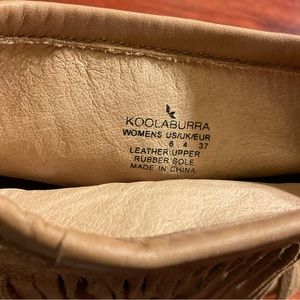 KOOLABURRA
WOMENS US/UK/EUR
6 4 37
LEATHER UPPER
RUBBER SOLE
MADE IN CHINA